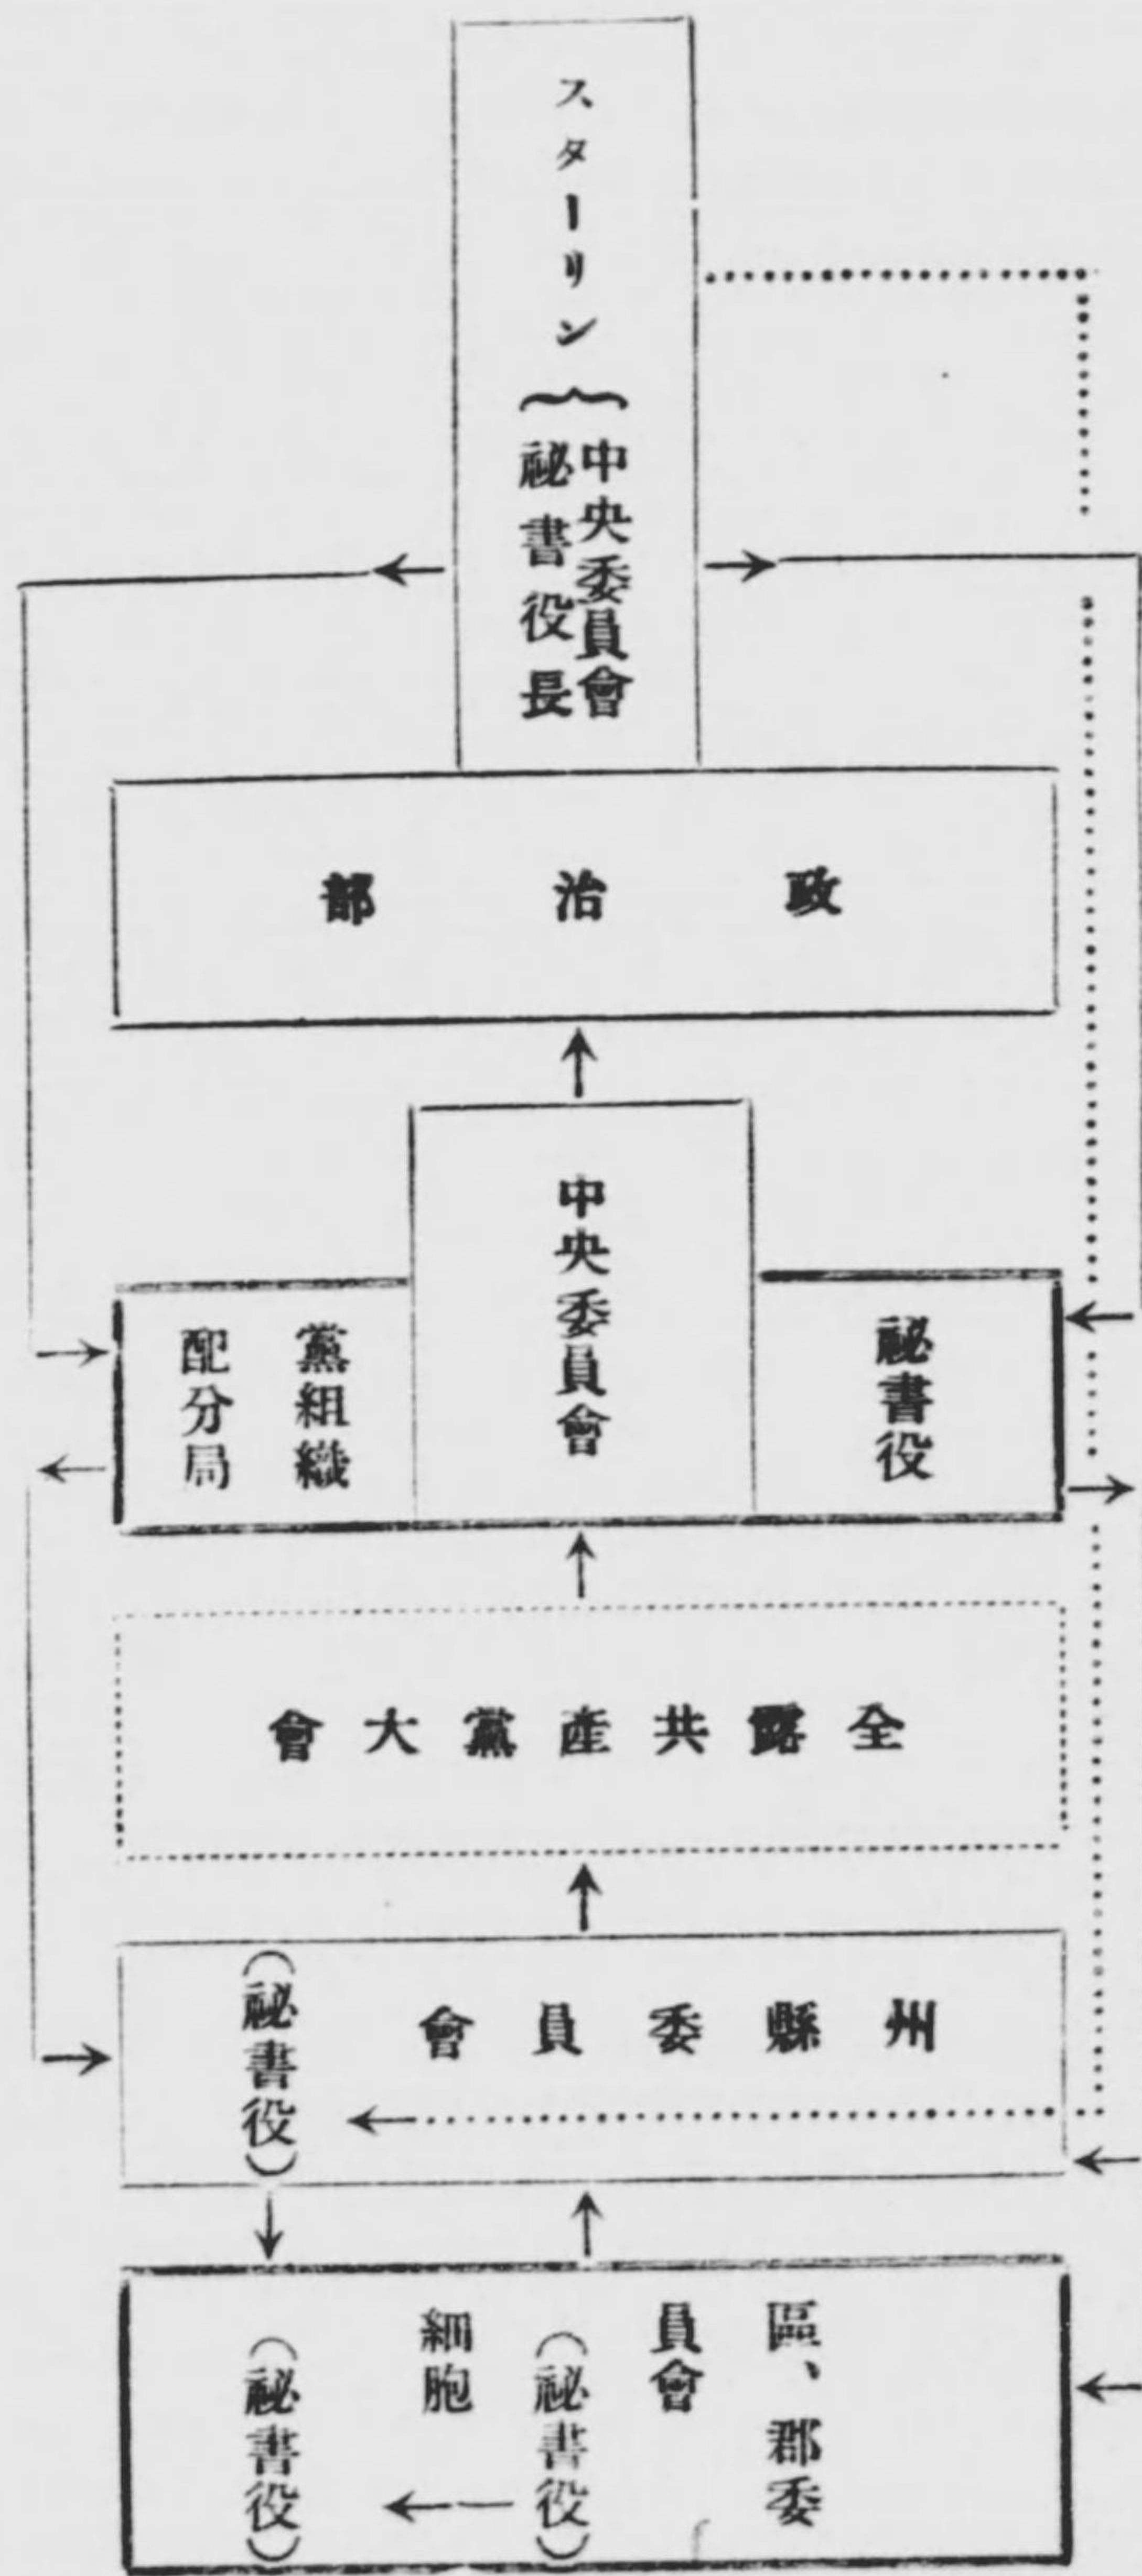 スターリン{
中央委員會
祕書役長
政治部
中央委員會
祕書役
黨組織
配分局
全露共產黨大會
州縣委員會
(祕書役)
區、郡委
員會
(祕書役)
細胞
(祕書役)